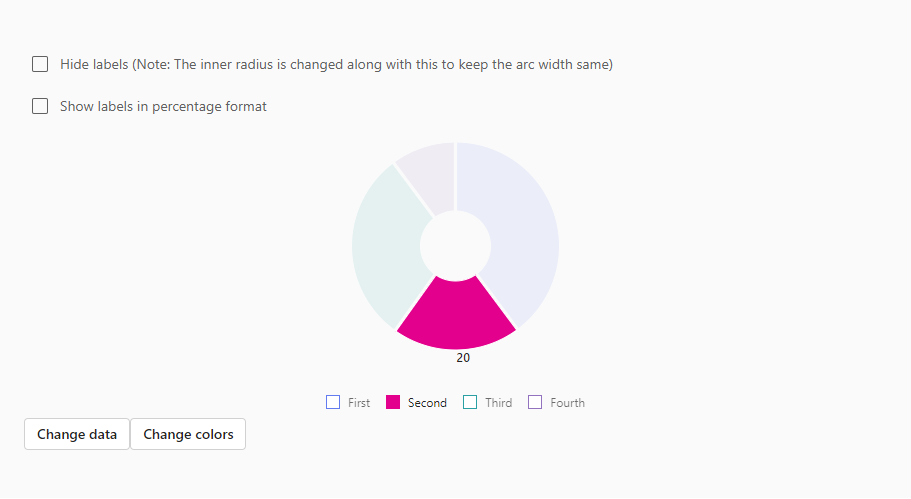 Hide labels (Note: The inner radius is changed along with this to keep the arc width same)
Show labels in percentage format
20
First Second Third Fourth
Change data Change colors